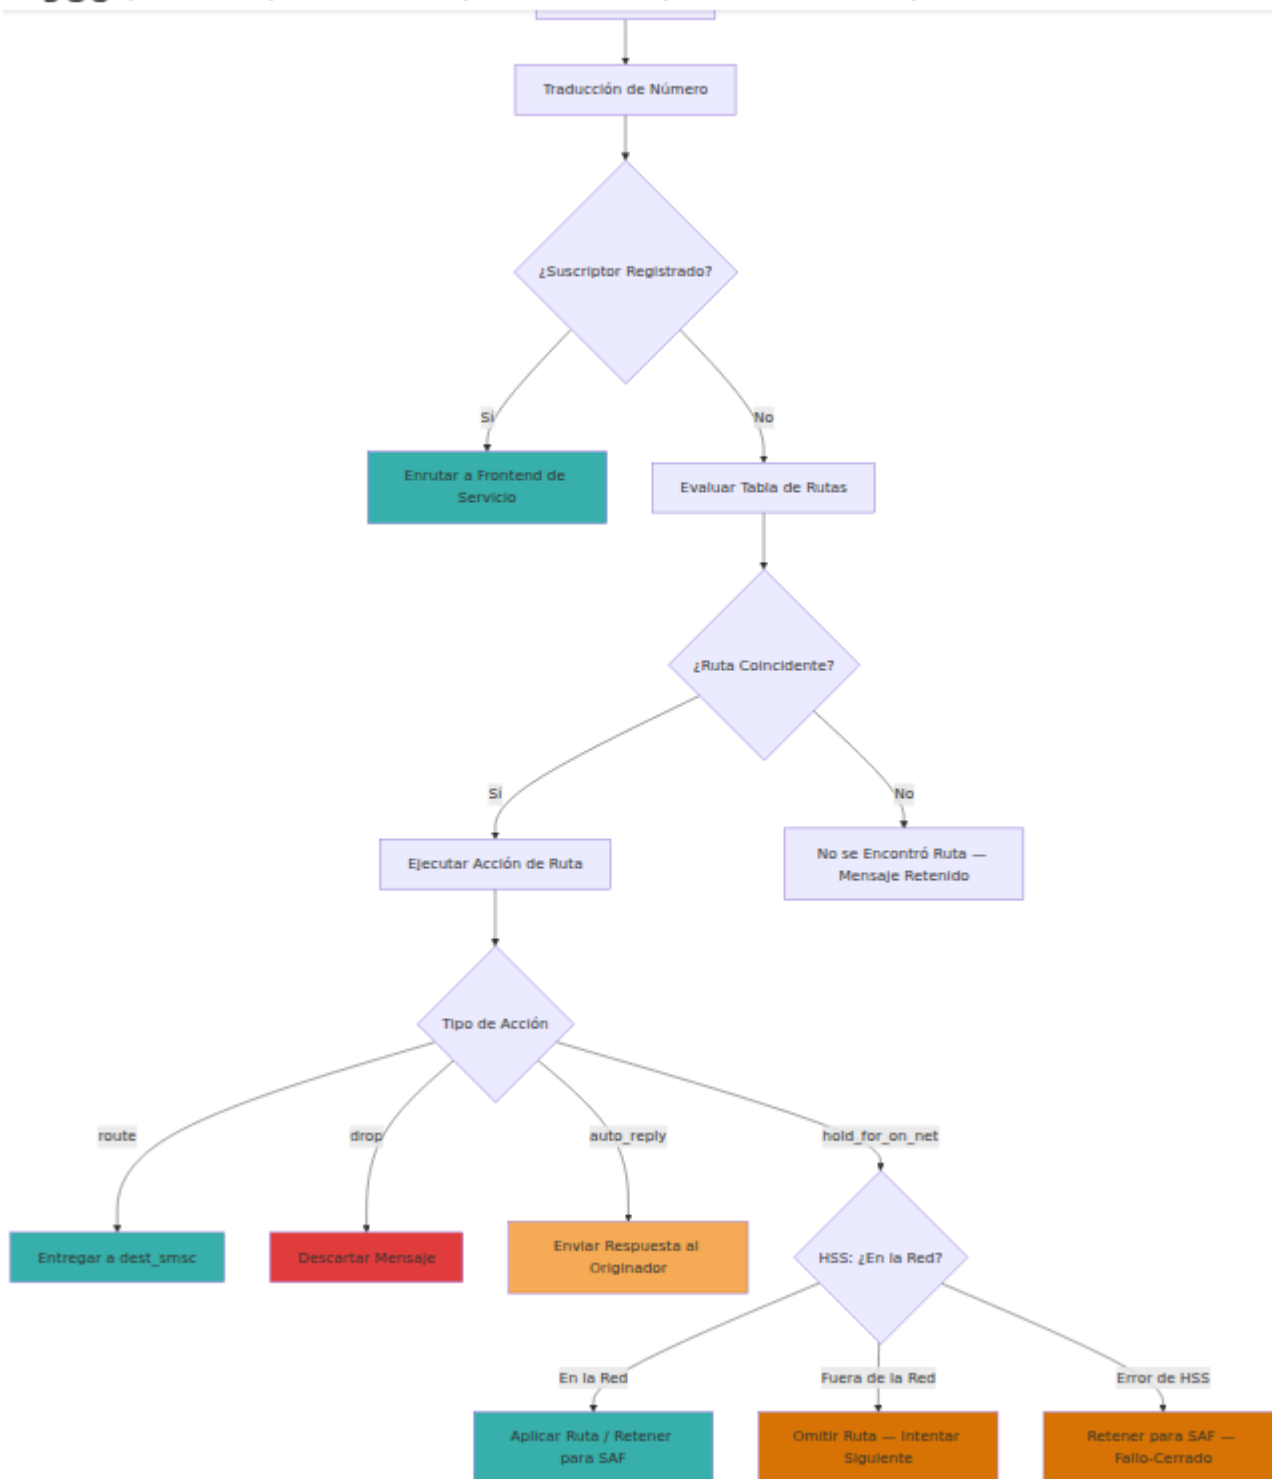 Traducción de Número
¿Suscriptor Registrado?
Sí
No
Enrutar a Frontend de
Servicio
Evaluar Tabla de Rutas
¿Ruta Coincidente?
Sí
No
Ejecutar Acción de Ruta
No se Encontró Ruta —
Mensaje Retenido
Tipo de Acción
route
drop
auto_reply
hold_for_on_net
Entregar a dest_smsc
Descartar Mensaje
Enviar Respuesta al
Originador
HSS: ¿En la Red?
En la Red
Fuera de la Red
Error de HSS
Aplicar Ruta / Retener
para SAF
Omitir Ruta — Intentar
Siguiente
Retener para SAF —
Fallo-Cerrado